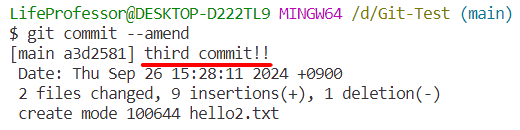 LifeProfessor@DESKTOP-D222TL9 MINGW64 /d/Git-Test (main)
$ git commit --amend
[main a3d2581] third commit!!
 Date: Thu Sep 26 15:28:11 2024 +0900
 2 files changed, 9 insertions(+), 1 deletion(-)
 create mode 100644 hello2.txt